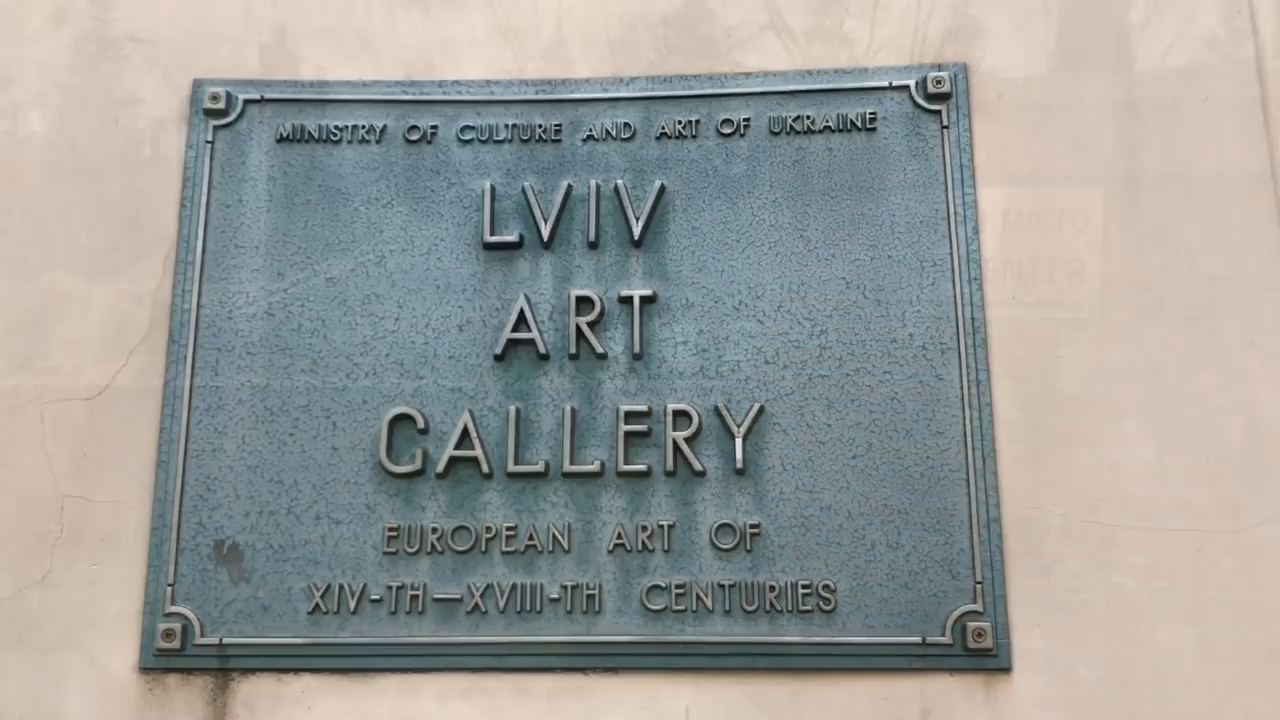 MINISTRY OF CULTURE AND ART OF UKRAINE
LVIV
ART
GALLERY
EUROPEAN ART OF
XIV-TH—XVIII-TH CENTURIES